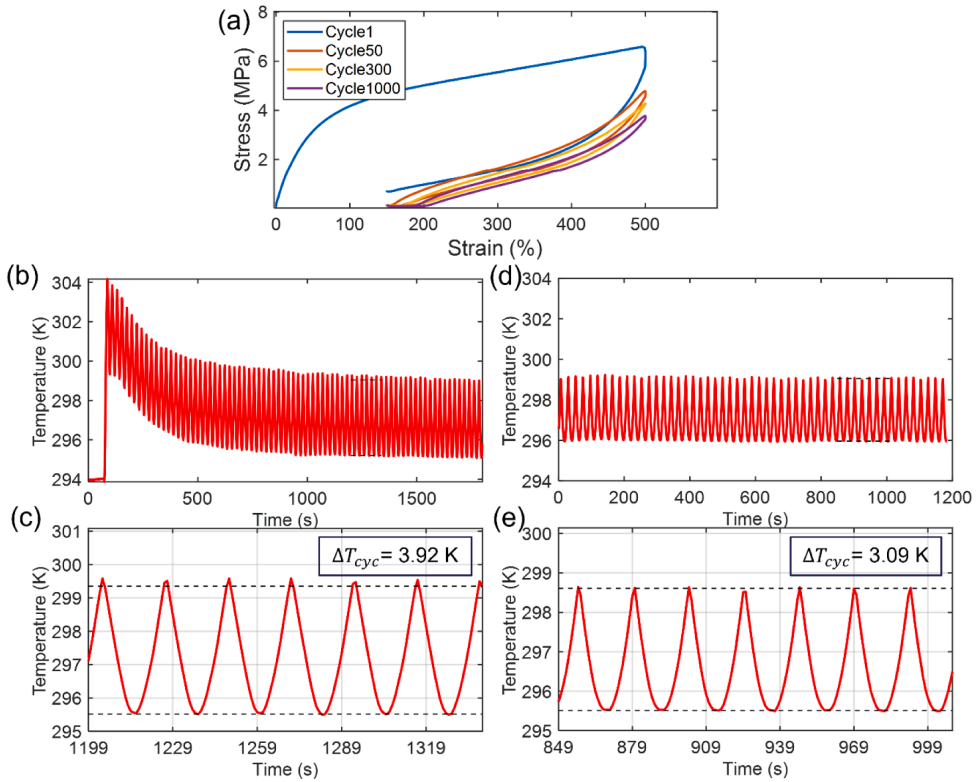 (a)
8
6
4
2
Stress (MPa)
Cycle1
Cycle50
Cycle300
Cycle1000
0 100 200 300 400 500
Strain (%)
(b)
304
302
300
298
296
294
Temperature (K)
0 500 1000 1500
Time (s)
(d)
304
302
300
298
296
294
Temperature (K)
0 200 400 600 800 1000 1200
Time (s)
(c)
301
300
299
298
297
296
295
Temperature (K)
ΔT_cyc = 3.92 K
1199 1229 1259 1289 1319
Time (s)
(e)
300
299
298
297
296
295
Temperature (K)
ΔT_cyc = 3.09 K
849 879 909 939 969 999
Time (s)